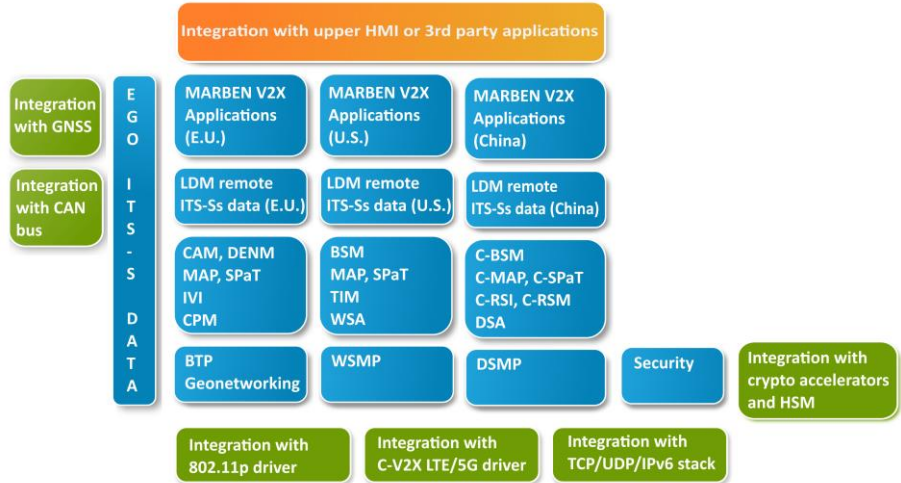 Integration with upper HMI or 3rd party applications
Integration
with GNSS
Integration
with CAN
bus
E
G
O
I
T
S
-
S
D
A
T
A
MARBEN V2X
Applications
(E.U.)
MARBEN V2X
Applications
(U.S.)
MARBEN V2X
Applications
(China)
LDM remote
ITS-Ss data (E.U.)
LDM remote
ITS-Ss data (U.S.)
LDM remote
ITS-Ss data (China)
CAM, DENM
MAP, SPaT
IVI
CPM
BSM
MAP, SPaT
TIM
WSA
C-BSM
C-MAP, C-SPaT
C-RSI, C-RSM
DSA
BTP
Geonetworking
WSMP
DSMP
Security
Integration with
crypto accelerators
and HSM
Integration with
802.11p driver
Integration with
C-V2X LTE/5G driver
Integration with
TCP/UDP/IPv6 stack